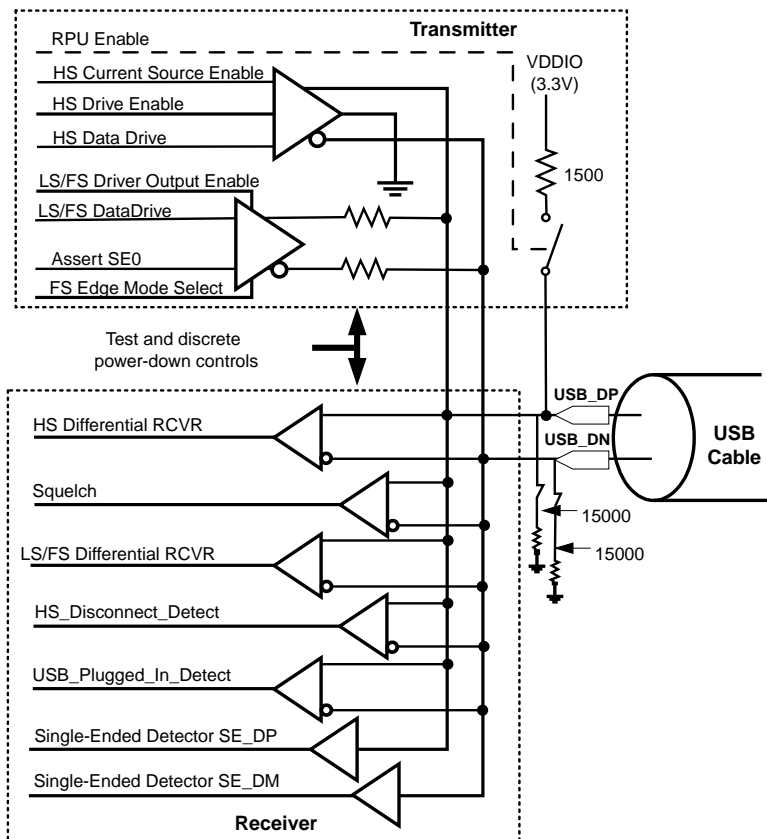 Transmitter
RPU Enable
HS Current Source Enable
HS Drive Enable
HS Data Drive
LS/FS Driver Output Enable
LS/FS DataDrive
Assert SE0
FS Edge Mode Select
VDDIO
(3.3V)
1500
Test and discrete
power-down controls
USB_DP
USB_DN
USB
Cable
15000
15000
HS Differential RCVR
Squelch
LS/FS Differential RCVR
HS_Disconnect_Detect
USB_Plugged_In_Detect
Single-Ended Detector SE_DP
Single-Ended Detector SE_DM
Receiver